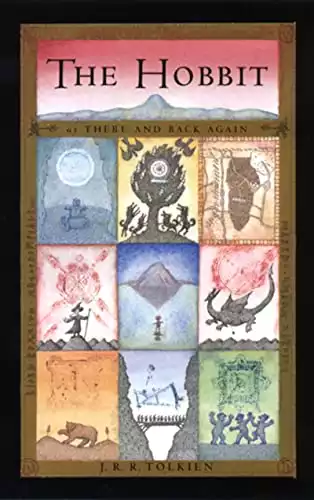 THE HOBBIT
or THERE AND BACK AGAIN
J. R. R. TOLKIEN